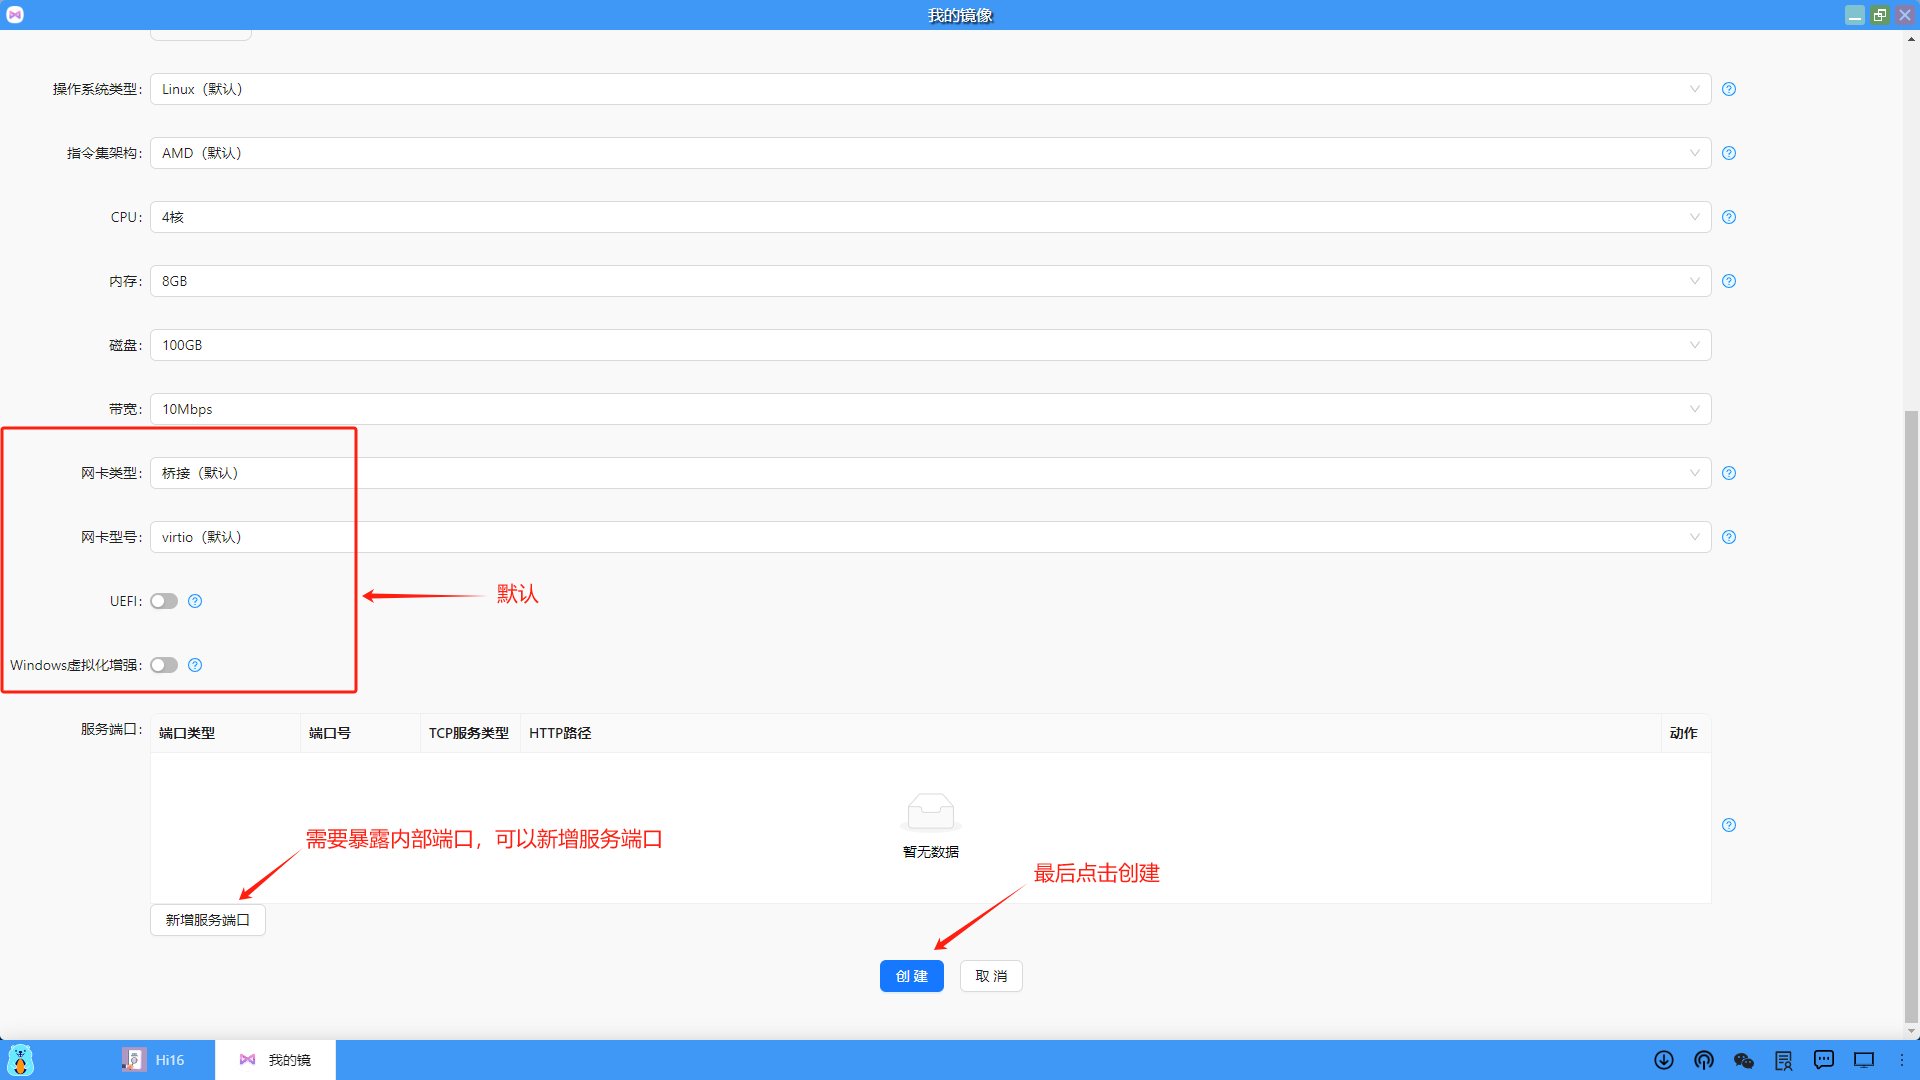 我的镜像
操作系统类型: Linux（默认）
指令集架构: AMD（默认）
CPU: 4核
内存: 8GB
磁盘: 100GB
带宽: 10Mbps
网卡类型: 桥接（默认）
网卡型号: virtio（默认）
UEFI:
默认
Windows虚拟化增强:
服务端口: 端口类型 端口号 TCP服务类型 HTTP路径 动作
需要暴露内部端口，可以新增服务端口
暂无数据
最后点击创建
新增服务端口
创 建 取 消
Hi16 我的镜